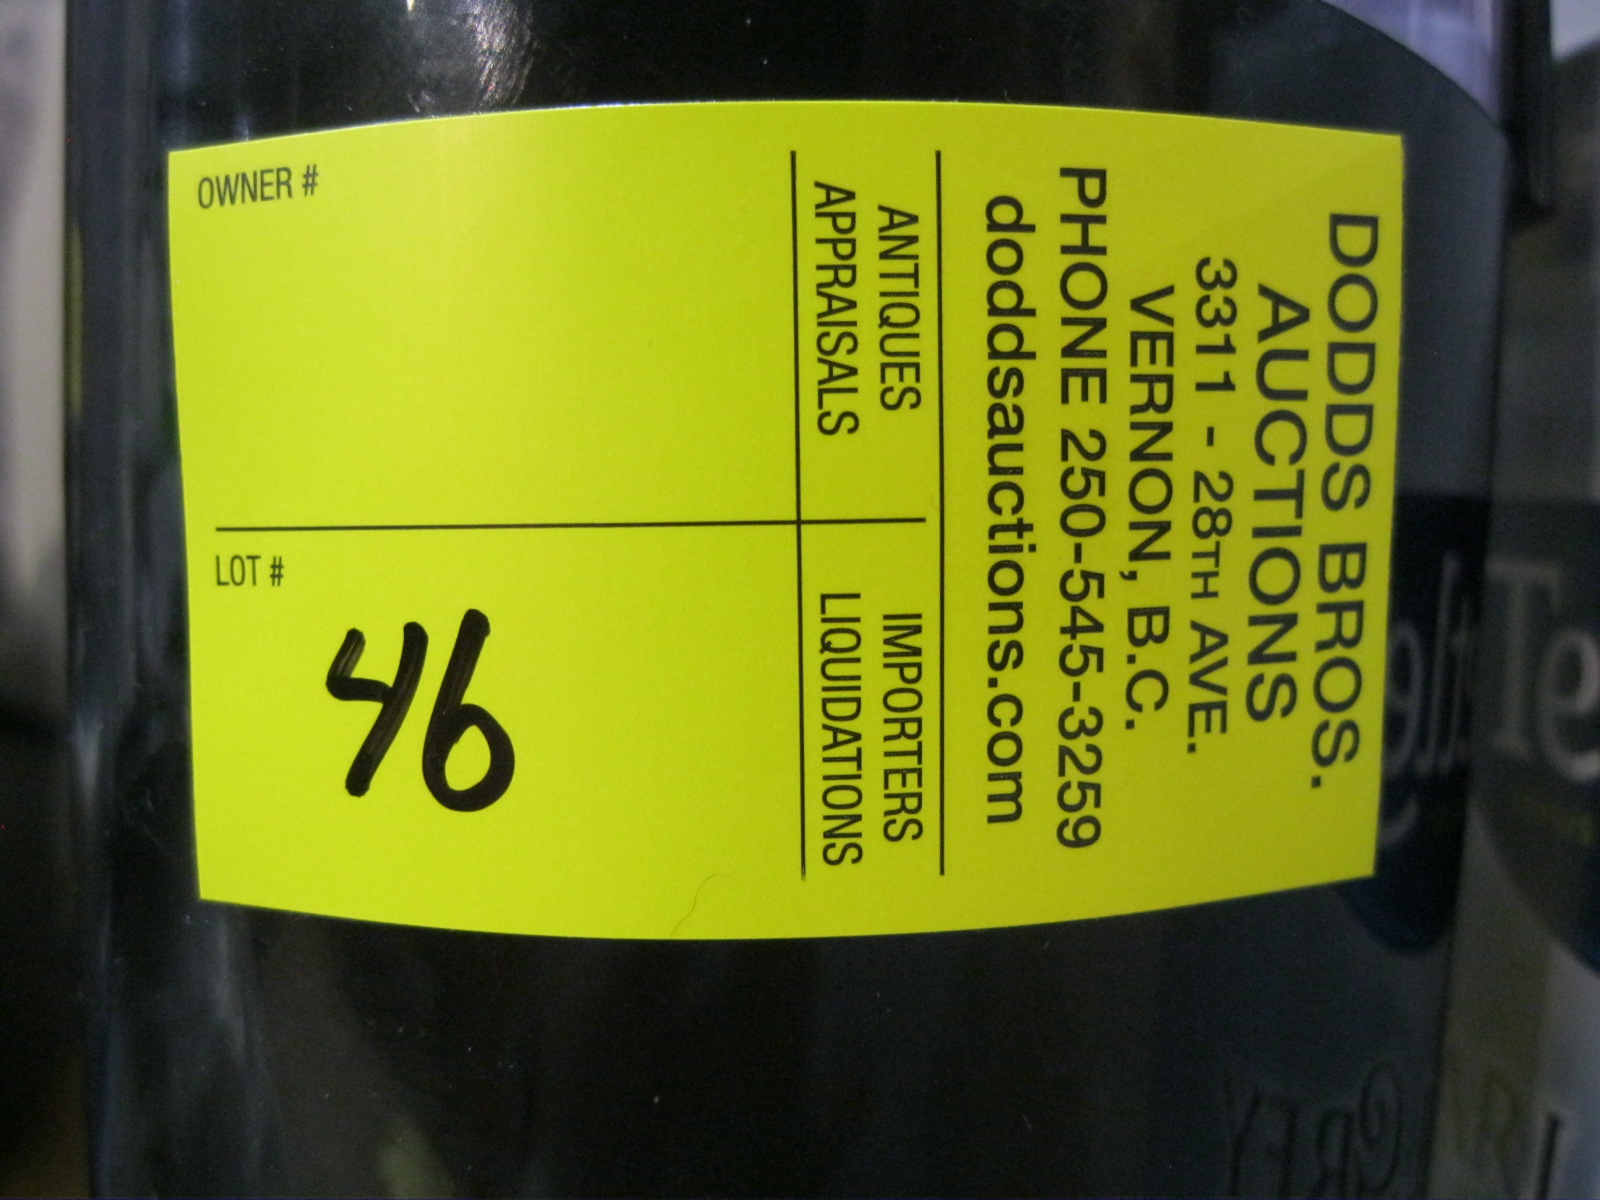 DODDS BROS.
AUCTIONS
3311 - 28TH AVE.
VERNON, B.C.
PHONE 250-545-3259
doddsauctions.com
ANTIQUES
APPRAISALS
IMPORTERS
LIQUIDATIONS
OWNER #
LOT #
46